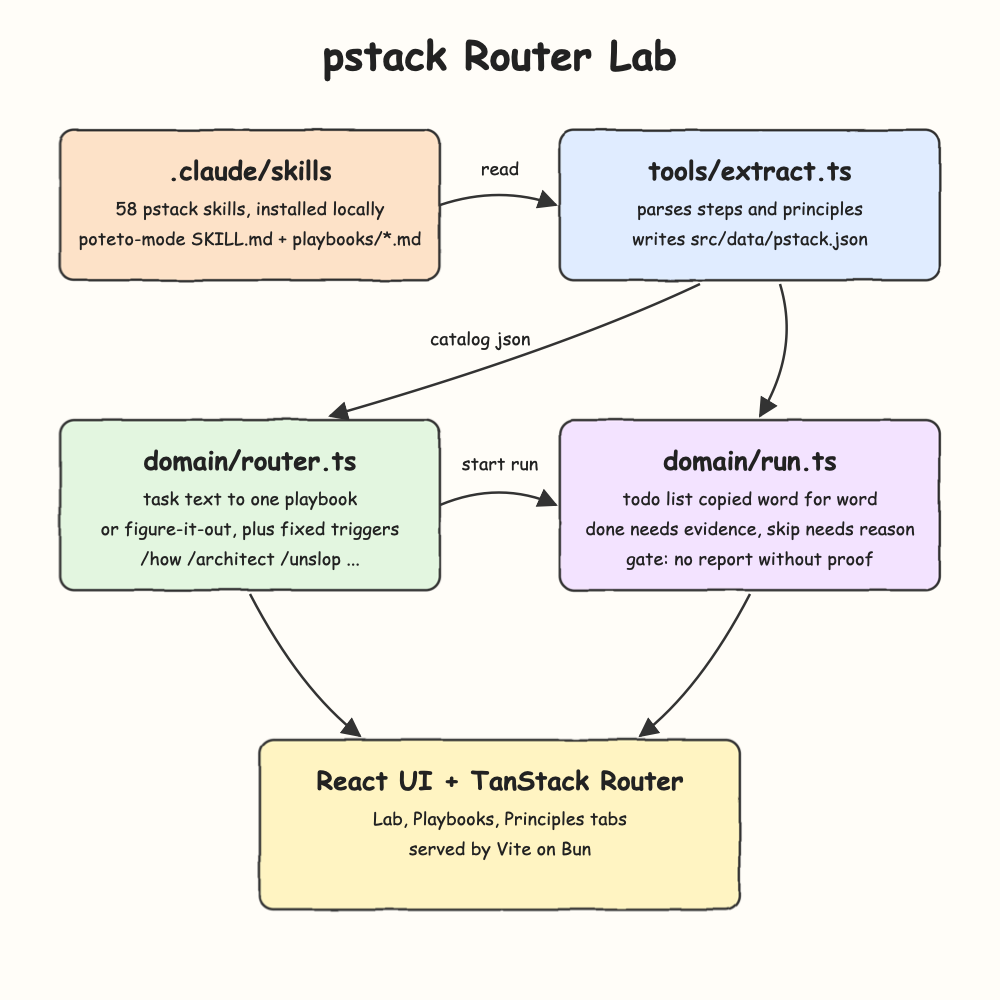 pstack Router Lab
.claude/skills
58 pstack skills, installed locally
poteto-mode SKILL.md + playbooks/*.md
read
tools/extract.ts
parses steps and principles
writes src/data/pstack.json
catalog json
domain/router.ts
task text to one playbook
or figure-it-out, plus fixed triggers
/how /architect /unslop ...
start run
domain/run.ts
todo list copied word for word
done needs evidence, skip needs reason
gate: no report without proof
React UI + TanStack Router
Lab, Playbooks, Principles tabs
served by Vite on Bun